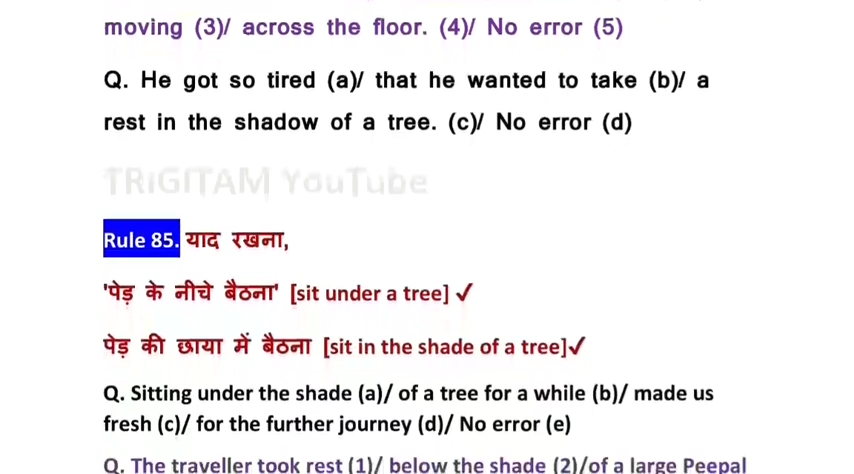 moving (3)/ across the floor. (4)/ No error (5)
Q. He got so tired (a)/ that he wanted to take (b)/ a
rest in the shadow of a tree. (c)/ No error (d)
TRiGITAM YouTube
Rule 85. याद रखना,
'पेड़ के नीचे बैठना' [sit under a tree] ✓
पेड़ की छाया में बैठना [sit in the shade of a tree]✓
Q. Sitting under the shade (a)/ of a tree for a while (b)/ made us
fresh (c)/ for the further journey (d)/ No error (e)
Q. The traveller took rest (1)/ below the shade (2)/of a large Peepal